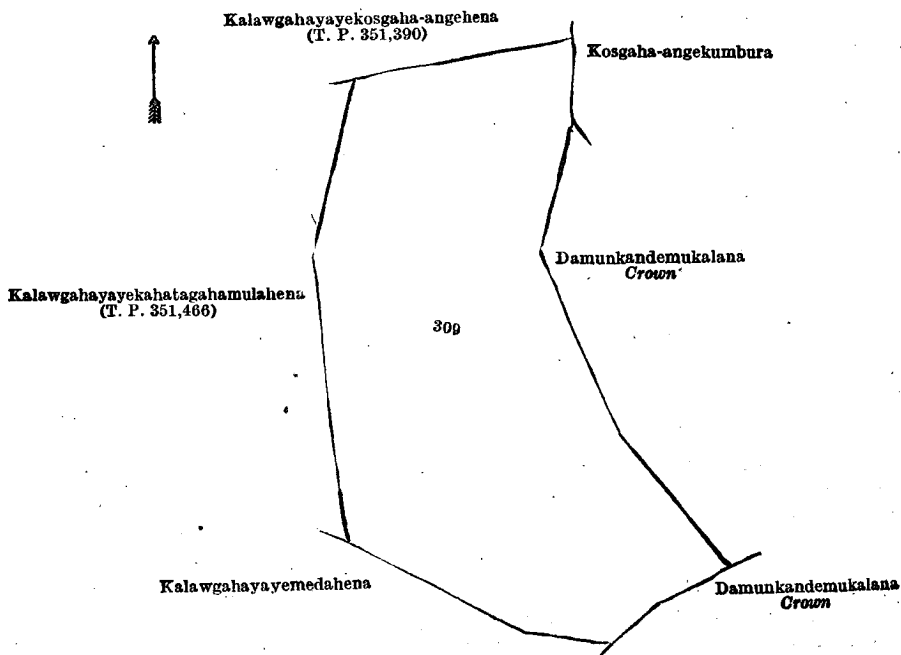 Kalawgahayayekosgaha-angehena
(T. P. 351,390)
Kosgaha-angekumbura
Damunkandemukalana
Crown
Kalawgahayayekahatagahamulahena
(T. P. 351,466)
309
Kalawgahayayemedahena
Damunkandemukalana
Crown